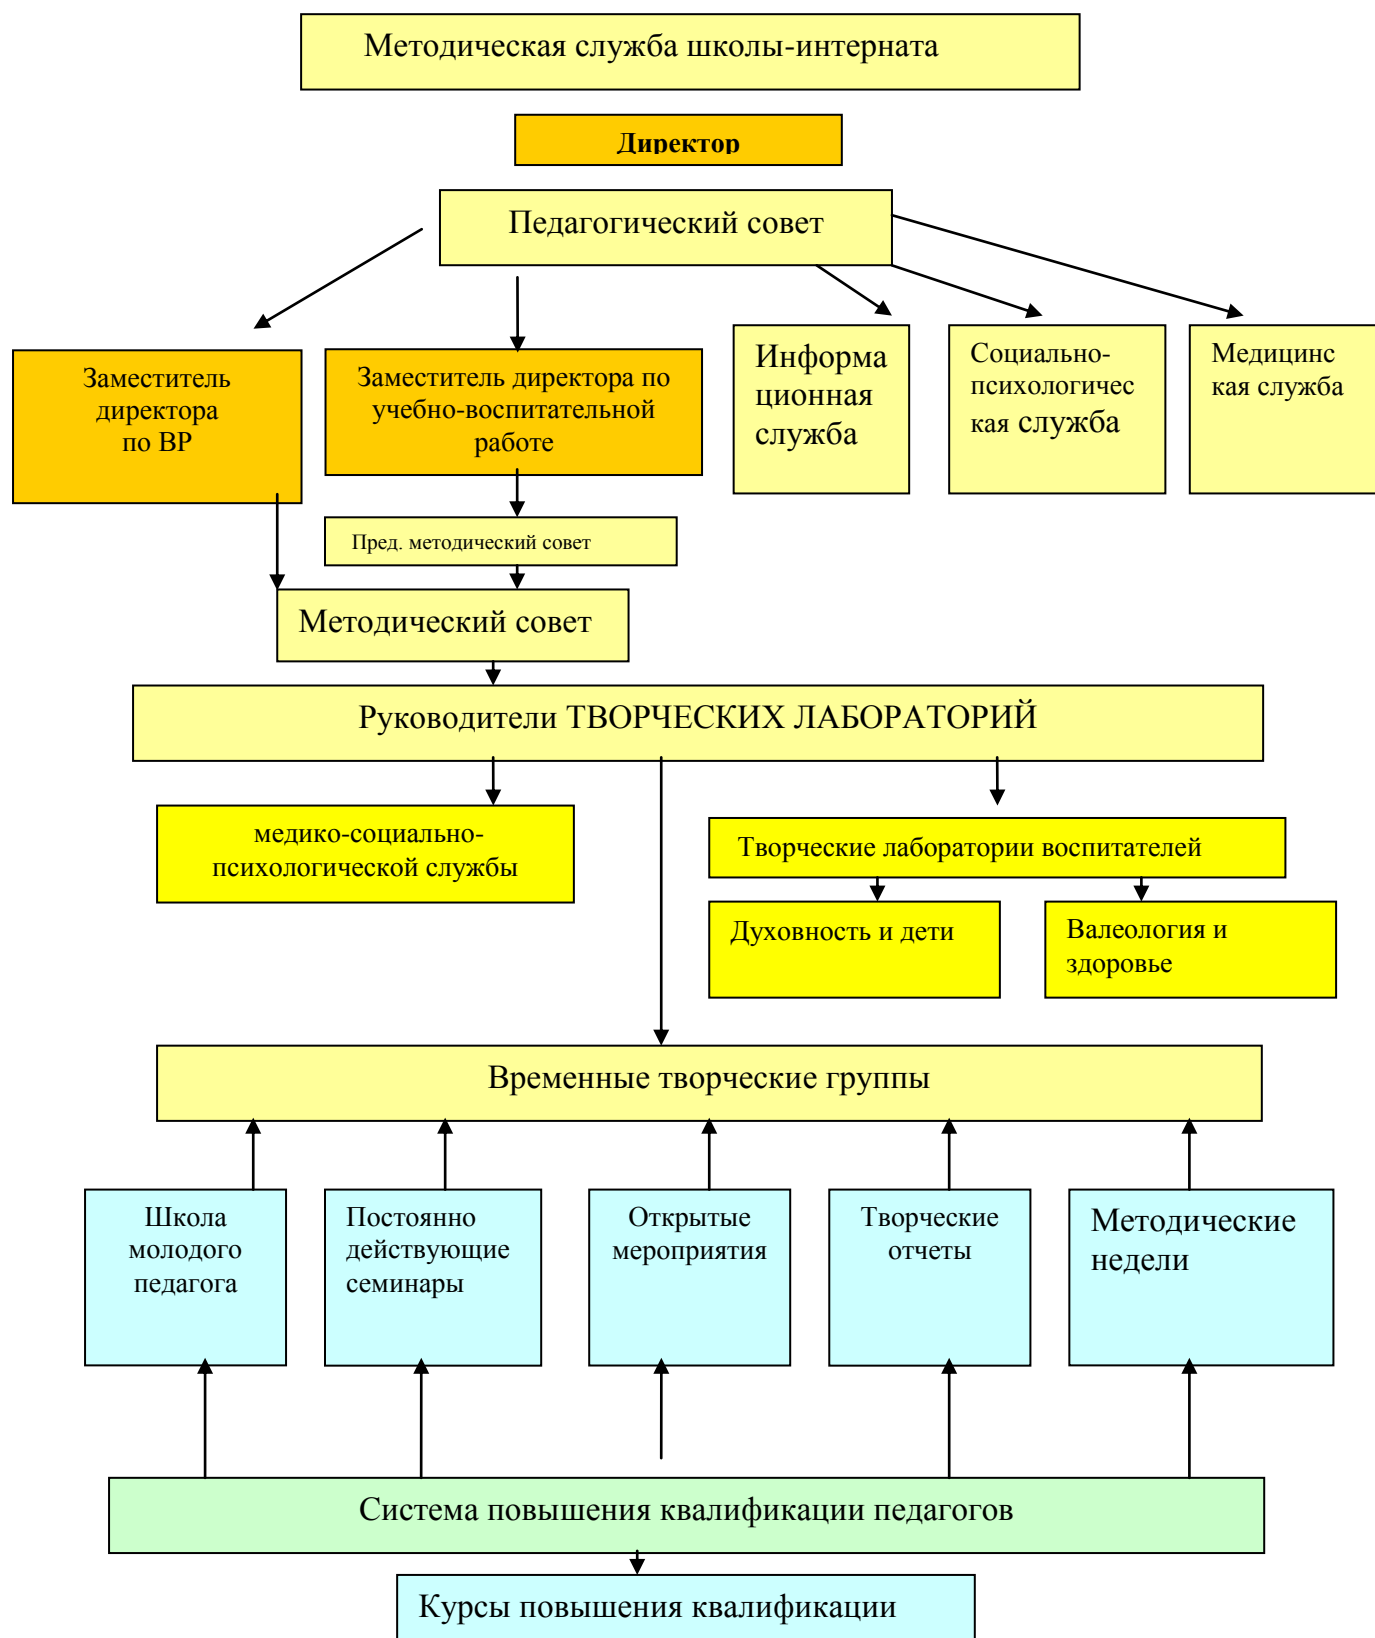 Методическая служба школы-интерната
Директор
Педагогический совет
Заместитель
директора
по ВР
Заместитель директора по
учебно-воспитательной
работе
Информа
ционная
служба
Социально-
психологичес
кая служба
Медицинс
кая служба
Пред. методический совет
Методический совет
Руководители ТВОРЧЕСКИХ ЛАБОРАТОРИЙ
медико-социально-
психологической службы
Творческие лаборатории воспитателей
Духовность и дети
Валеология и
здоровье
Временные творческие группы
Школа
молодого
педагога
Постоянно
действующие
семинары
Открытые
мероприятия
Творческие
отчеты
Методические
недели
Система повышения квалификации педагогов
Курсы повышения квалификации